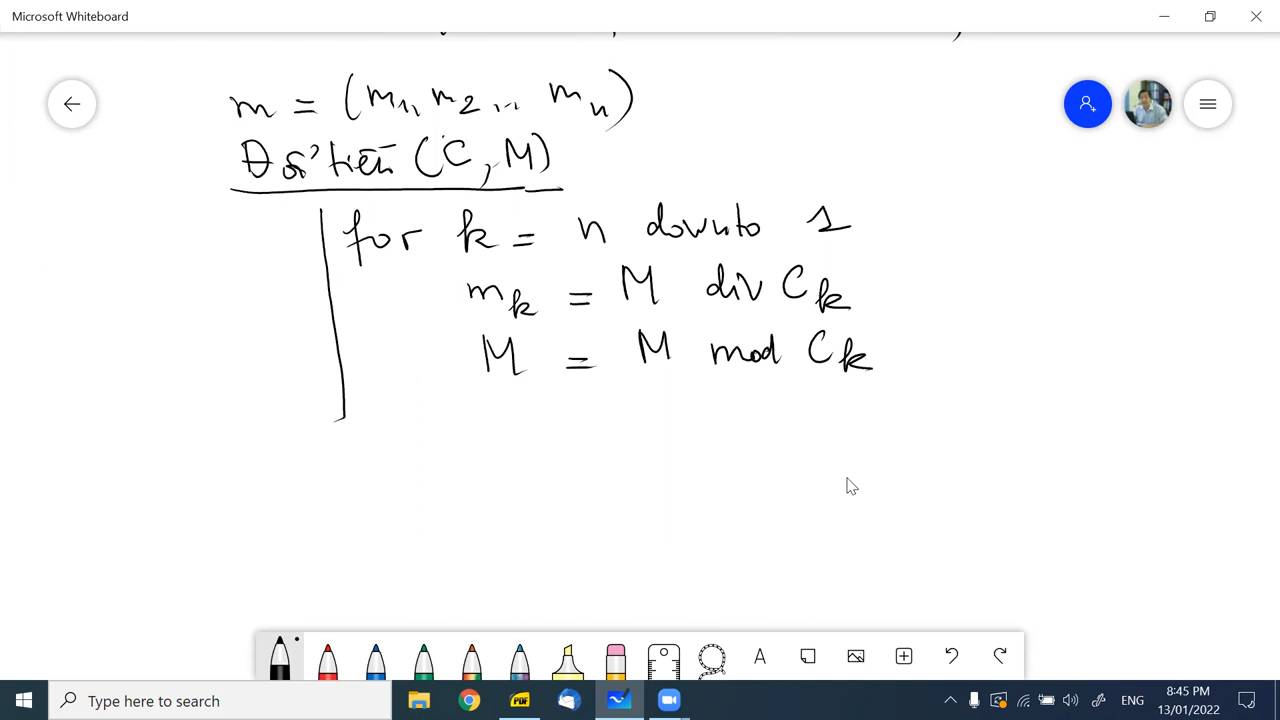 Microsoft Whiteboard
m = (m1, m2 ... mn)
Đổi tiền (C, M)
for k = n downto 1
mk = M div Ck
M = M mod Ck
A
Type here to search
PDF
ENG
8:45 PM
13/01/2022